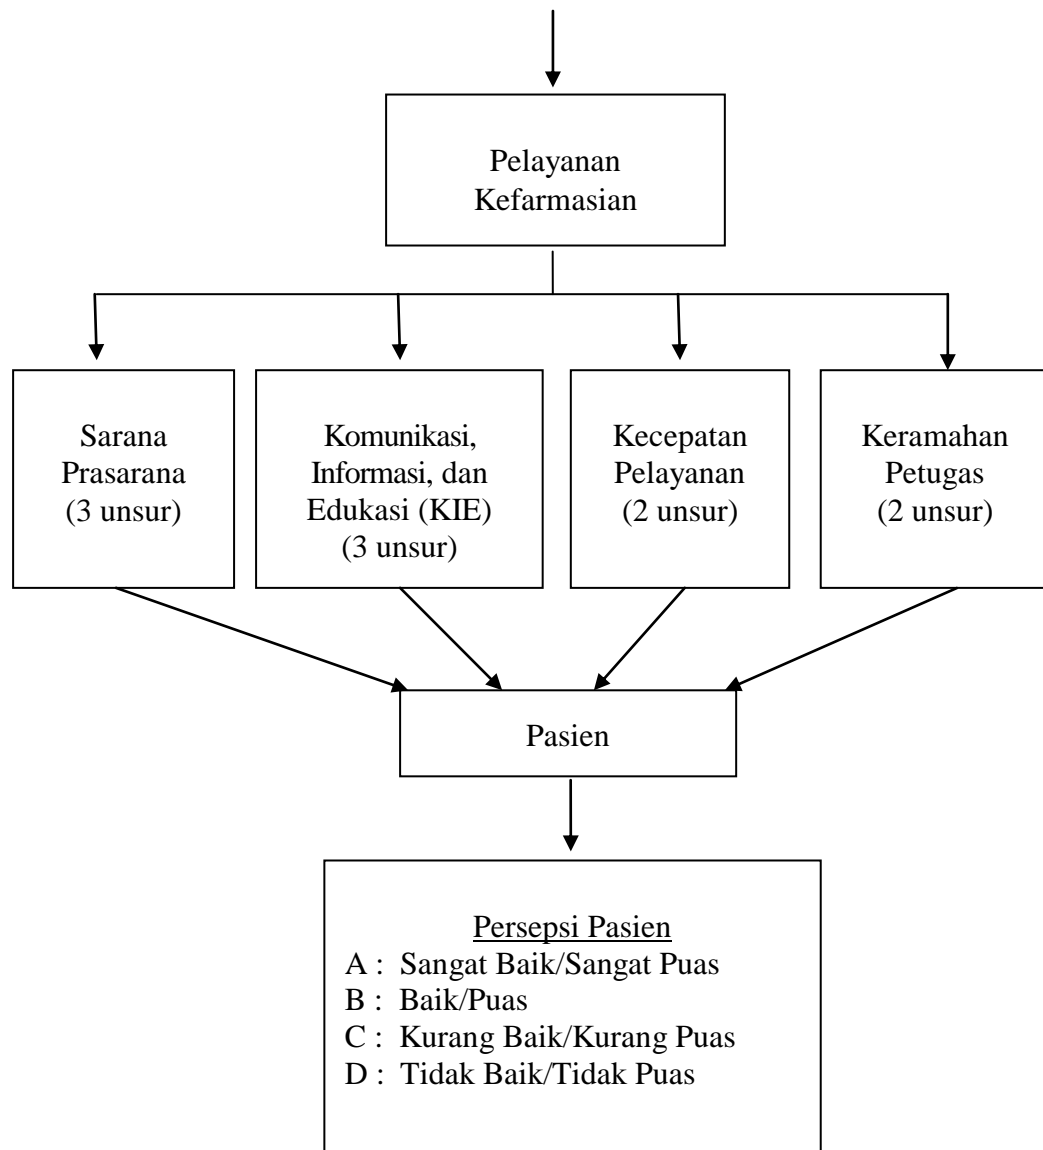 Pelayanan
Kefarmasian
Sarana
Prasarana
(3 unsur)
Komunikasi,
Informasi, dan
Edukasi (KIE)
(3 unsur)
Kecepatan
Pelayanan
(2 unsur)
Keramahan
Petugas
(2 unsur)
Pasien
Persepsi Pasien
A : Sangat Baik/Sangat Puas
B : Baik/Puas
C : Kurang Baik/Kurang Puas
D : Tidak Baik/Tidak Puas